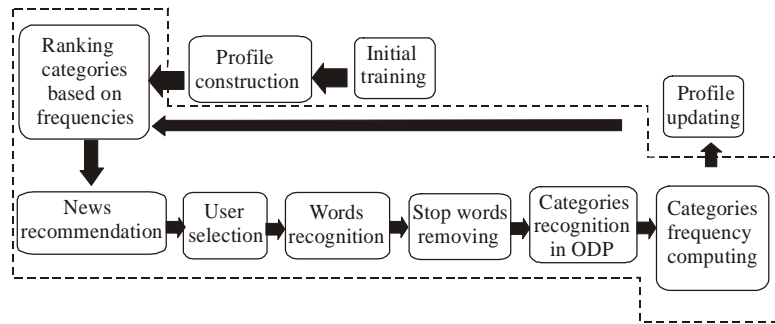 Ranking
categories
based on
frequencies
Profile
construction
Initial
training
Profile
updating
News
recommendation
User
selection
Words
recognition
Stop words
removing
Categories
recognition
in ODP
Categories
frequency
computing